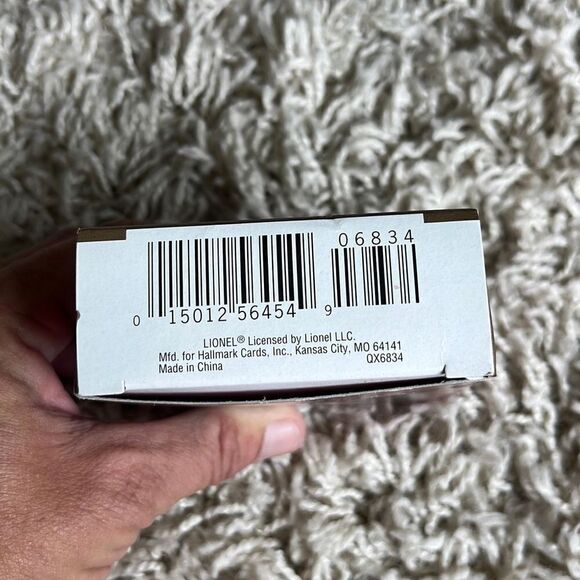 06834
0 15012 56454 9
LIONEL® Licensed by Lionel LLC.
Mfd. for Hallmark Cards, Inc., Kansas City, MO 64141
Made in China QX6834